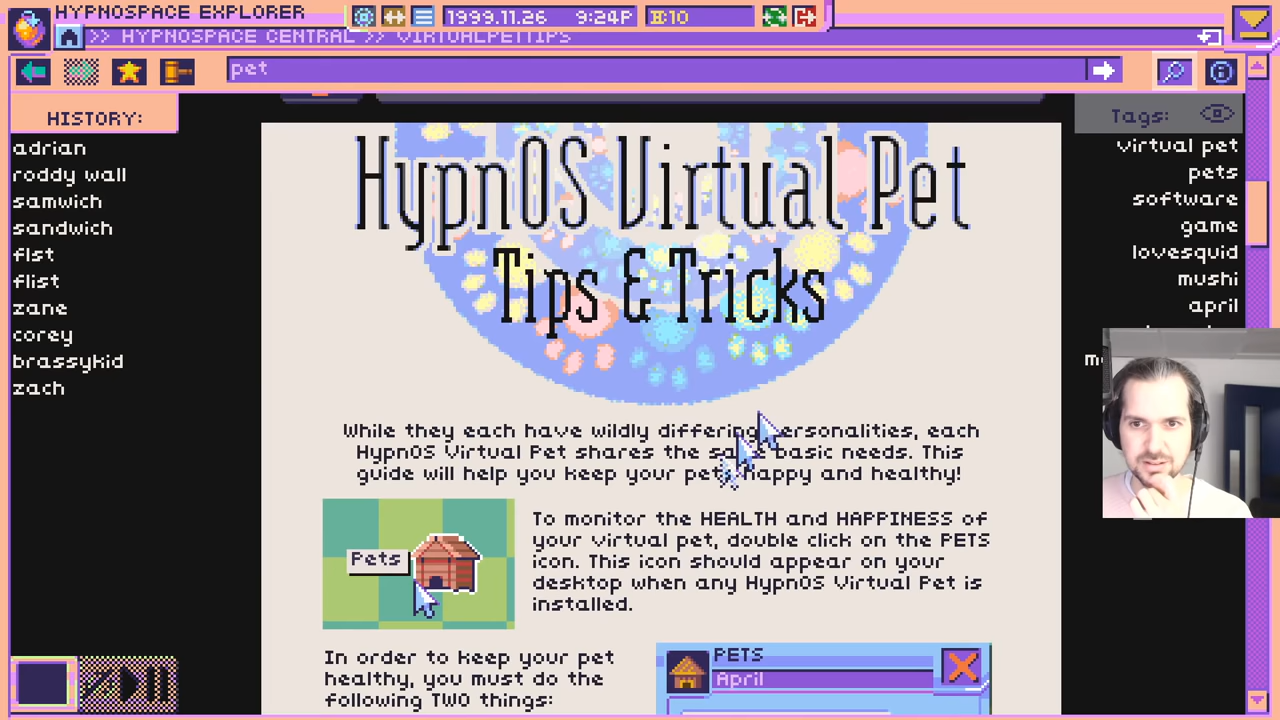 HYPNOSPACE EXPLORER
1999.11.26 9:24P
10
>> HYPNOSPACE CENTRAL >> VIRTUALPETTIPS
pet
HISTORY:
adrian
roddy wall
samwich
sandwich
fist
flist
zane
corey
brassykid
zach
HypnOS Virtual Pet
Tips & Tricks
While they each have wildly differing personalities, each
HypnOS Virtual Pet shares the same basic needs. This
guide will help you keep your pets happy and healthy!
Pets
To monitor the HEALTH and HAPPINESS of
your virtual pet, double click on the PETS
icon. This icon should appear on your
desktop when any HypnOS Virtual Pet is
installed.
In order to keep your pet
healthy, you must do the
following TWO things:
PETS
April
Tags:
virtual pet
pets
software
game
lovesquid
mushi
april